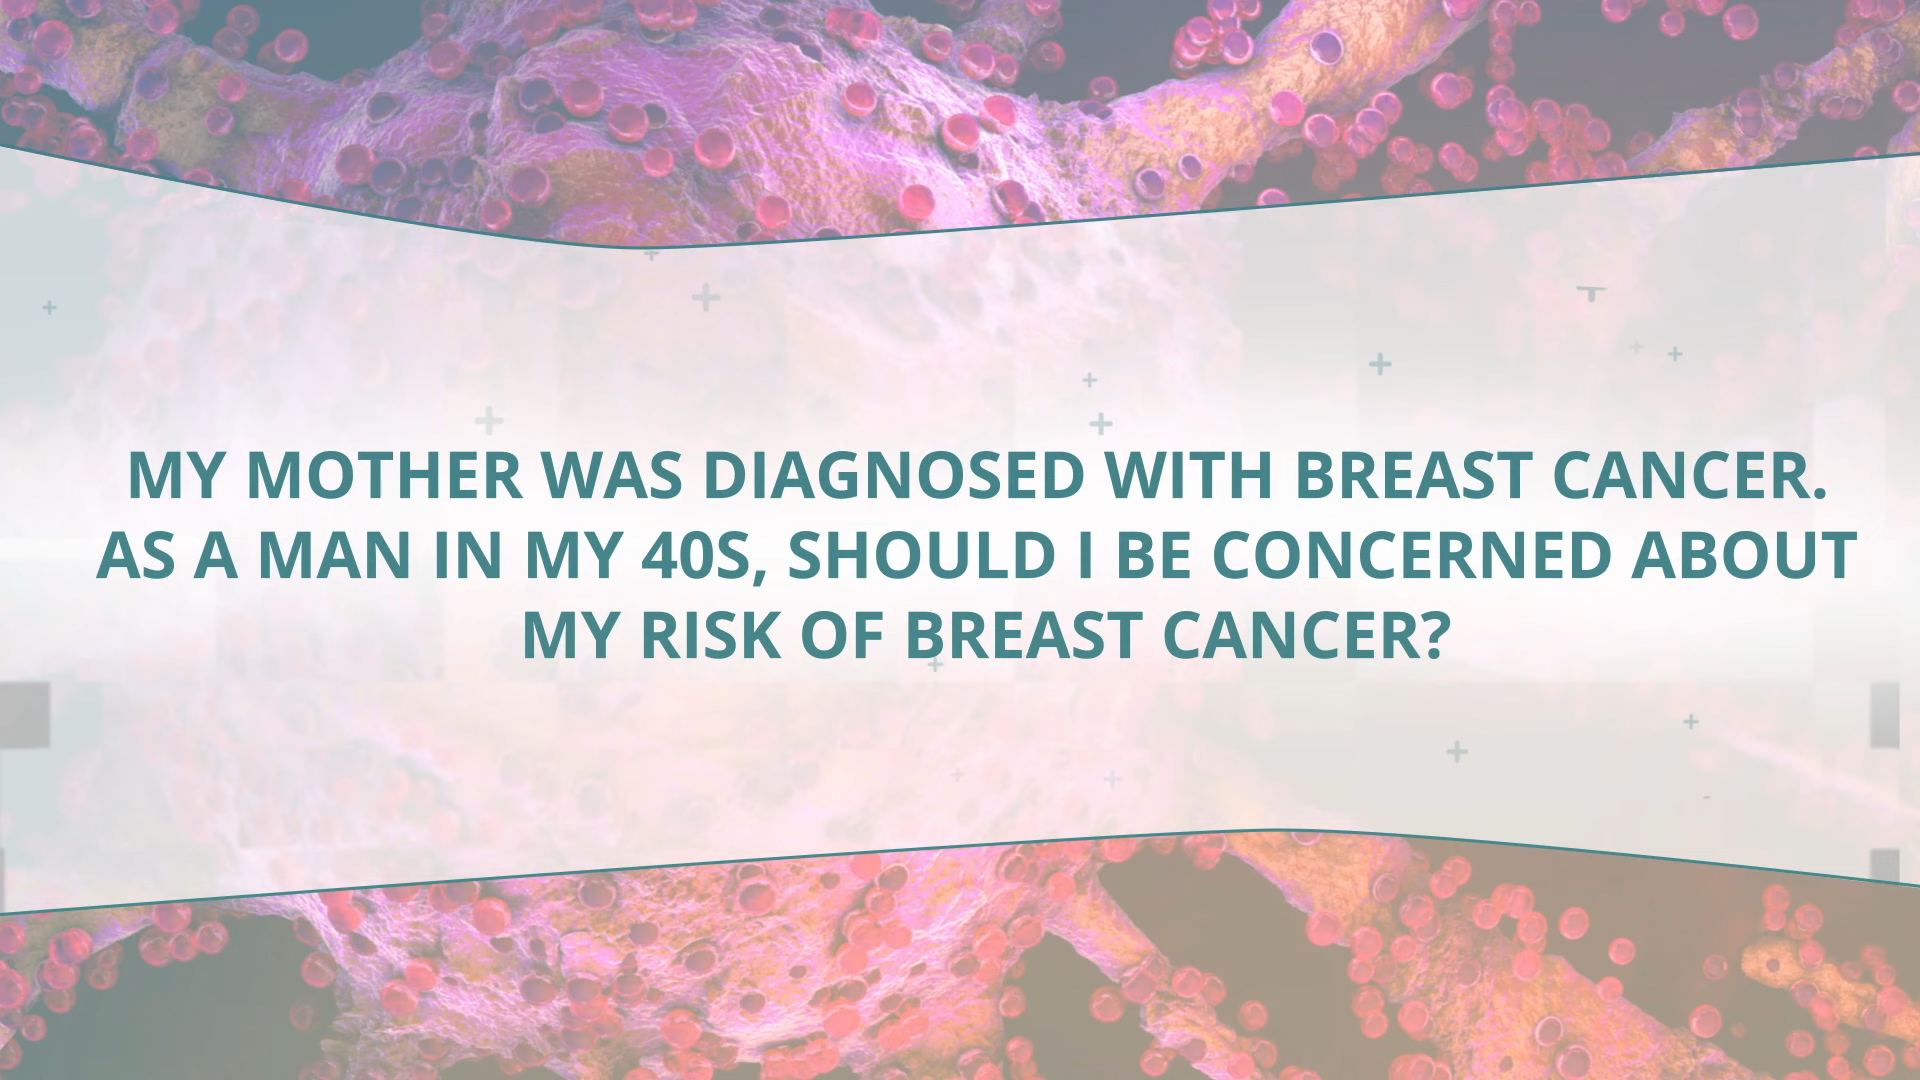 MY MOTHER WAS DIAGNOSED WITH BREAST CANCER.
AS A MAN IN MY 40S, SHOULD I BE CONCERNED ABOUT
MY RISK OF BREAST CANCER?